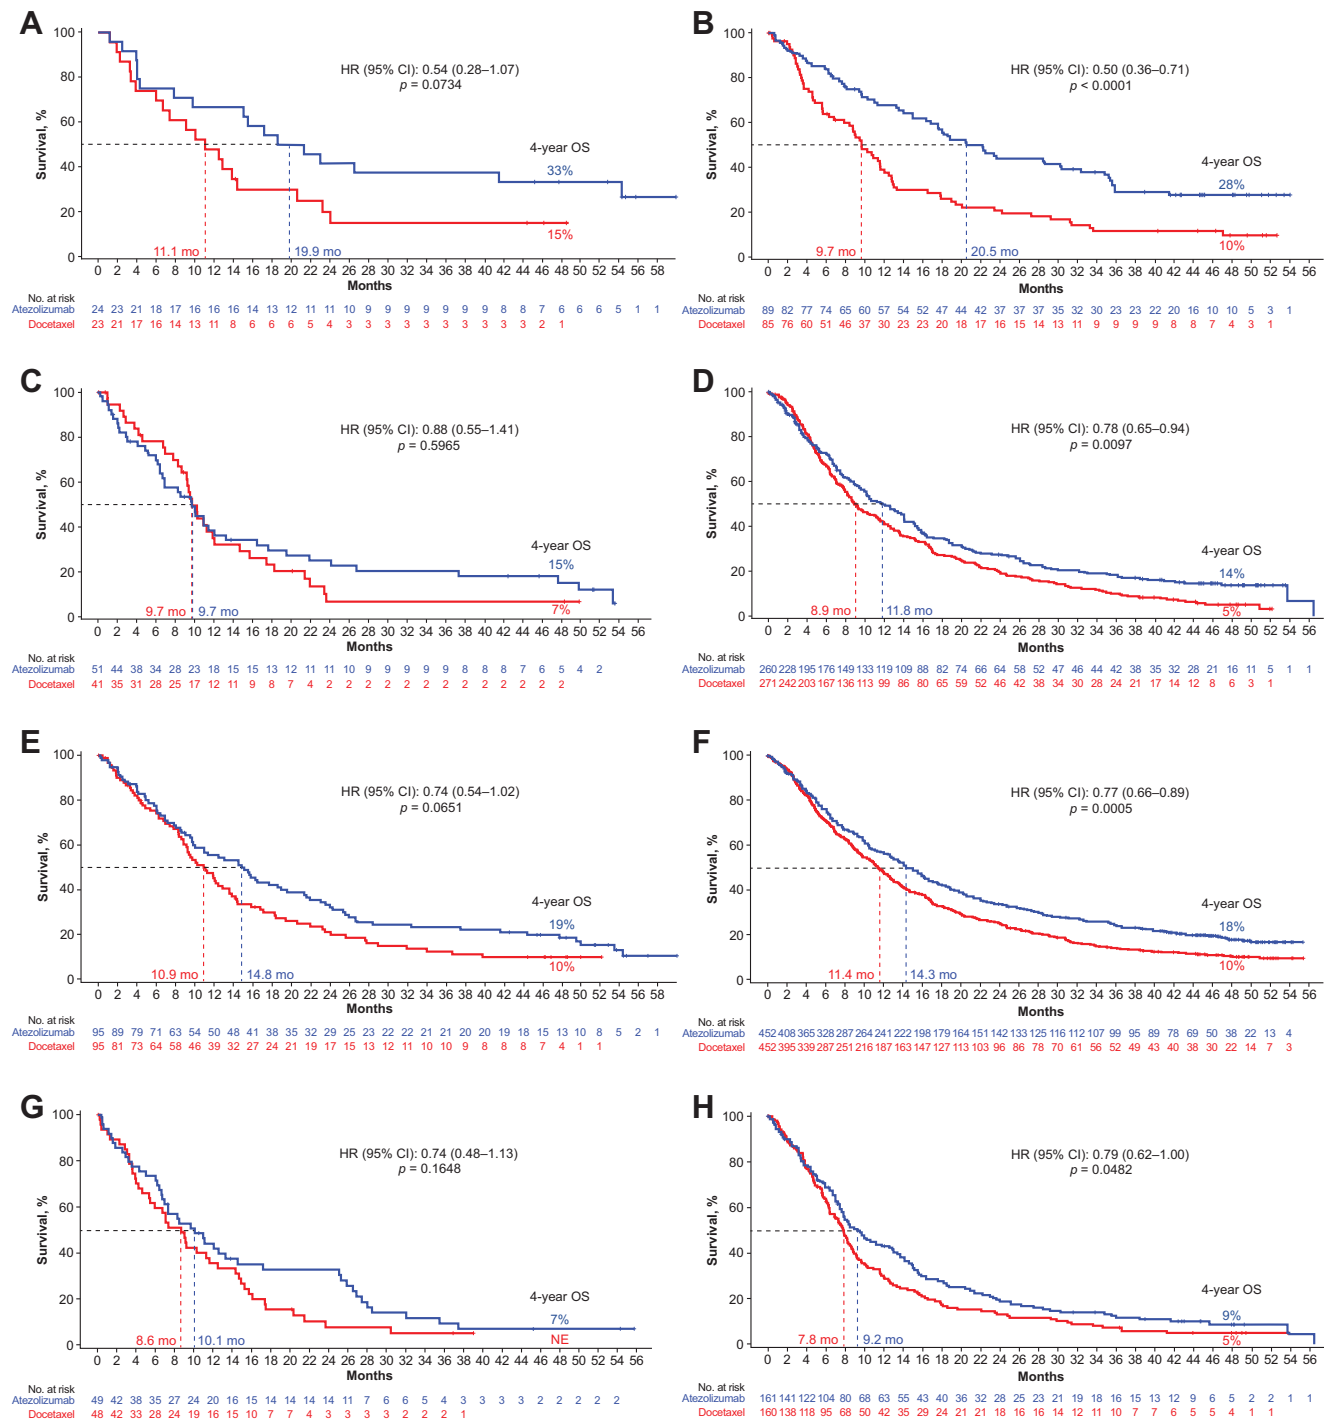 A
HR (95% CI): 0.54 (0.28–1.07)
p = 0.0734
Survival, %
100
80
60
40
20
0
4-year OS
33%
15%
11.1 mo
19.9 mo
0 2 4 6 8 10 12 14 16 18 20 22 24 26 28 30 32 34 36 38 40 42 44 46 48 50 52 54 56 58
Months
No. at risk
Atezolizumab 24 23 21 18 17 16 16 16 14 13 12 11 11 10 9 9 9 9 9 9 9 8 8 7 6 6 6 5 1 1
Docetaxel 23 21 17 16 14 13 11 8 6 6 6 5 4 3 3 3 3 3 3 3 3 3 3 2 1
B
HR (95% CI): 0.50 (0.36–0.71)
p < 0.0001
Survival, %
100
80
60
40
20
0
4-year OS
28%
10%
9.7 mo
20.5 mo
0 2 4 6 8 10 12 14 16 18 20 22 24 26 28 30 32 34 36 38 40 42 44 46 48 50 52 54 56
Months
No. at risk
Atezolizumab 89 82 77 74 65 60 57 54 52 47 44 42 37 37 37 35 32 30 23 23 22 20 16 10 10 5 3 1
Docetaxel 85 76 60 51 46 37 30 23 23 20 18 17 16 15 14 13 11 9 9 9 9 8 8 7 4 3 1
C
HR (95% CI): 0.88 (0.55–1.41)
p = 0.5965
Survival, %
100
80
60
40
20
0
4-year OS
15%
7%
9.7 mo
9.7 mo
0 2 4 6 8 10 12 14 16 18 20 22 24 26 28 30 32 34 36 38 40 42 44 46 48 50 52 54 56
Months
No. at risk
Atezolizumab 51 44 38 34 28 23 18 15 15 13 12 11 11 10 9 9 9 9 9 9 8 8 8 7 6 5 4 2
Docetaxel 41 35 31 28 25 17 12 11 9 8 7 4 2 2 2 2 2 2 2 2 2 2 2 2 2
D
HR (95% CI): 0.78 (0.65–0.94)
p = 0.0097
Survival, %
100
80
60
40
20
0
4-year OS
14%
5%
8.9 mo
11.8 mo
0 2 4 6 8 10 12 14 16 18 20 22 24 26 28 30 32 34 36 38 40 42 44 46 48 50 52 54 56
Months
No. at risk
Atezolizumab 260 228 195 176 149 133 119 109 88 82 74 66 64 58 52 47 46 44 42 38 35 32 28 21 16 11 5 1 1
Docetaxel 271 242 203 167 136 113 99 86 80 65 59 52 46 42 38 34 30 28 24 21 17 14 12 8 6 3 1
E
HR (95% CI): 0.74 (0.54–1.02)
p = 0.0651
Survival, %
100
80
60
40
20
0
4-year OS
19%
10%
10.9 mo
14.8 mo
0 2 4 6 8 10 12 14 16 18 20 22 24 26 28 30 32 34 36 38 40 42 44 46 48 50 52 54 56 58
Months
No. at risk
Atezolizumab 95 89 79 71 63 54 50 48 41 38 35 32 29 25 23 22 22 21 21 20 20 19 18 15 13 10 8 5 2 1
Docetaxel 95 81 73 64 58 46 39 32 27 24 21 19 17 15 13 12 11 10 10 9 8 8 8 7 4 1 1
F
HR (95% CI): 0.77 (0.66–0.89)
p = 0.0005
Survival, %
100
80
60
40
20
0
4-year OS
18%
10%
11.4 mo
14.3 mo
0 2 4 6 8 10 12 14 16 18 20 22 24 26 28 30 32 34 36 38 40 42 44 46 48 50 52 54 56
Months
No. at risk
Atezolizumab 452 408 365 328 287 264 241 222 198 179 164 151 142 133 125 116 112 107 99 95 89 78 69 50 38 22 13 4
Docetaxel 452 395 339 287 251 216 187 163 147 127 113 103 96 86 78 70 61 56 52 49 43 40 38 30 22 14 7 3
G
HR (95% CI): 0.74 (0.48–1.13)
p = 0.1648
Survival, %
100
80
60
40
20
0
4-year OS
7%
NE
8.6 mo
10.1 mo
0 2 4 6 8 10 12 14 16 18 20 22 24 26 28 30 32 34 36 38 40 42 44 46 48 50 52 54 56
Months
No. at risk
Atezolizumab 49 42 38 35 27 24 20 16 15 14 14 14 14 11 7 6 6 5 4 3 3 3 3 2 2 2 2 2
Docetaxel 48 42 33 28 24 19 16 15 10 7 7 4 3 3 3 3 2 2 2 1
H
HR (95% CI): 0.79 (0.62–1.00)
p = 0.0482
Survival, %
100
80
60
40
20
0
4-year OS
9%
5%
7.8 mo
9.2 mo
0 2 4 6 8 10 12 14 16 18 20 22 24 26 28 30 32 34 36 38 40 42 44 46 48 50 52 54 56
Months
No. at risk
Atezolizumab 161 141 122 104 80 68 63 55 43 40 36 32 28 25 23 21 19 18 16 15 13 12 9 6 5 2 2 1 1
Docetaxel 160 138 118 95 68 50 42 35 29 24 21 21 18 16 16 14 12 11 10 7 7 6 5 5 4 1 1